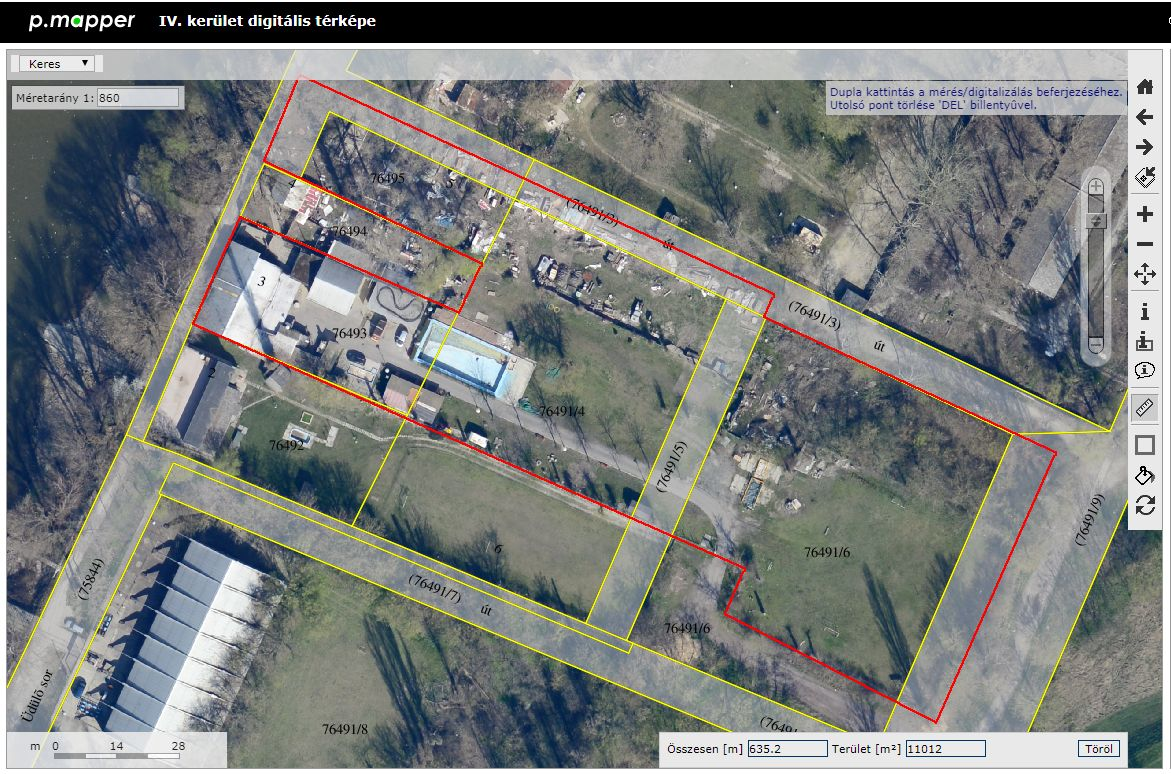 p.mapper IV. kerület digitális térképe
Keres
Méretarány 1: 860
Dupla kattintás a mérés/digitalizálás befejezéséhez.
Utolsó pont törlése 'DEL' billentyűvel.
4
76495
5
(76491/3)
út
76494
3
76493
(76491/3)
út
2
76491/4
76492
(76491/5)
(76491/9)
6
76491/6
(75844)
(76491/7)
út
76491/6
Üdülő sor
76491/8
(7649
m 0 14 28
Összesen [m] 635.2 Terület [m²] 11012 Töröl